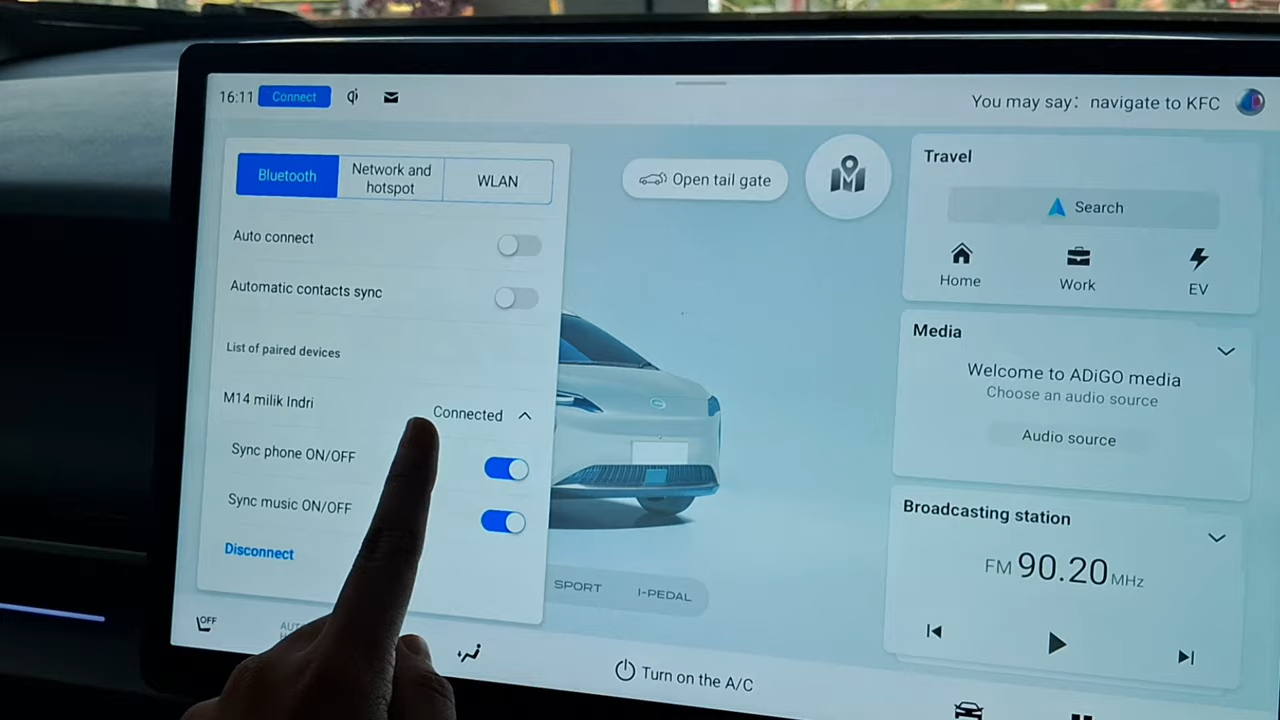 16:11 Connect
You may say: navigate to KFC
Bluetooth
Network and
hotspot
WLAN
Auto connect
Automatic contacts sync
List of paired devices
M14 milik Indri
Connected
Sync phone ON/OFF
Sync music ON/OFF
Disconnect
Open tail gate
SPORT
I-PEDAL
Travel
Search
Home
Work
EV
Media
Welcome to ADiGO media
Choose an audio source
Audio source
Broadcasting station
FM 90.20 MHz
OFF
Turn on the A/C